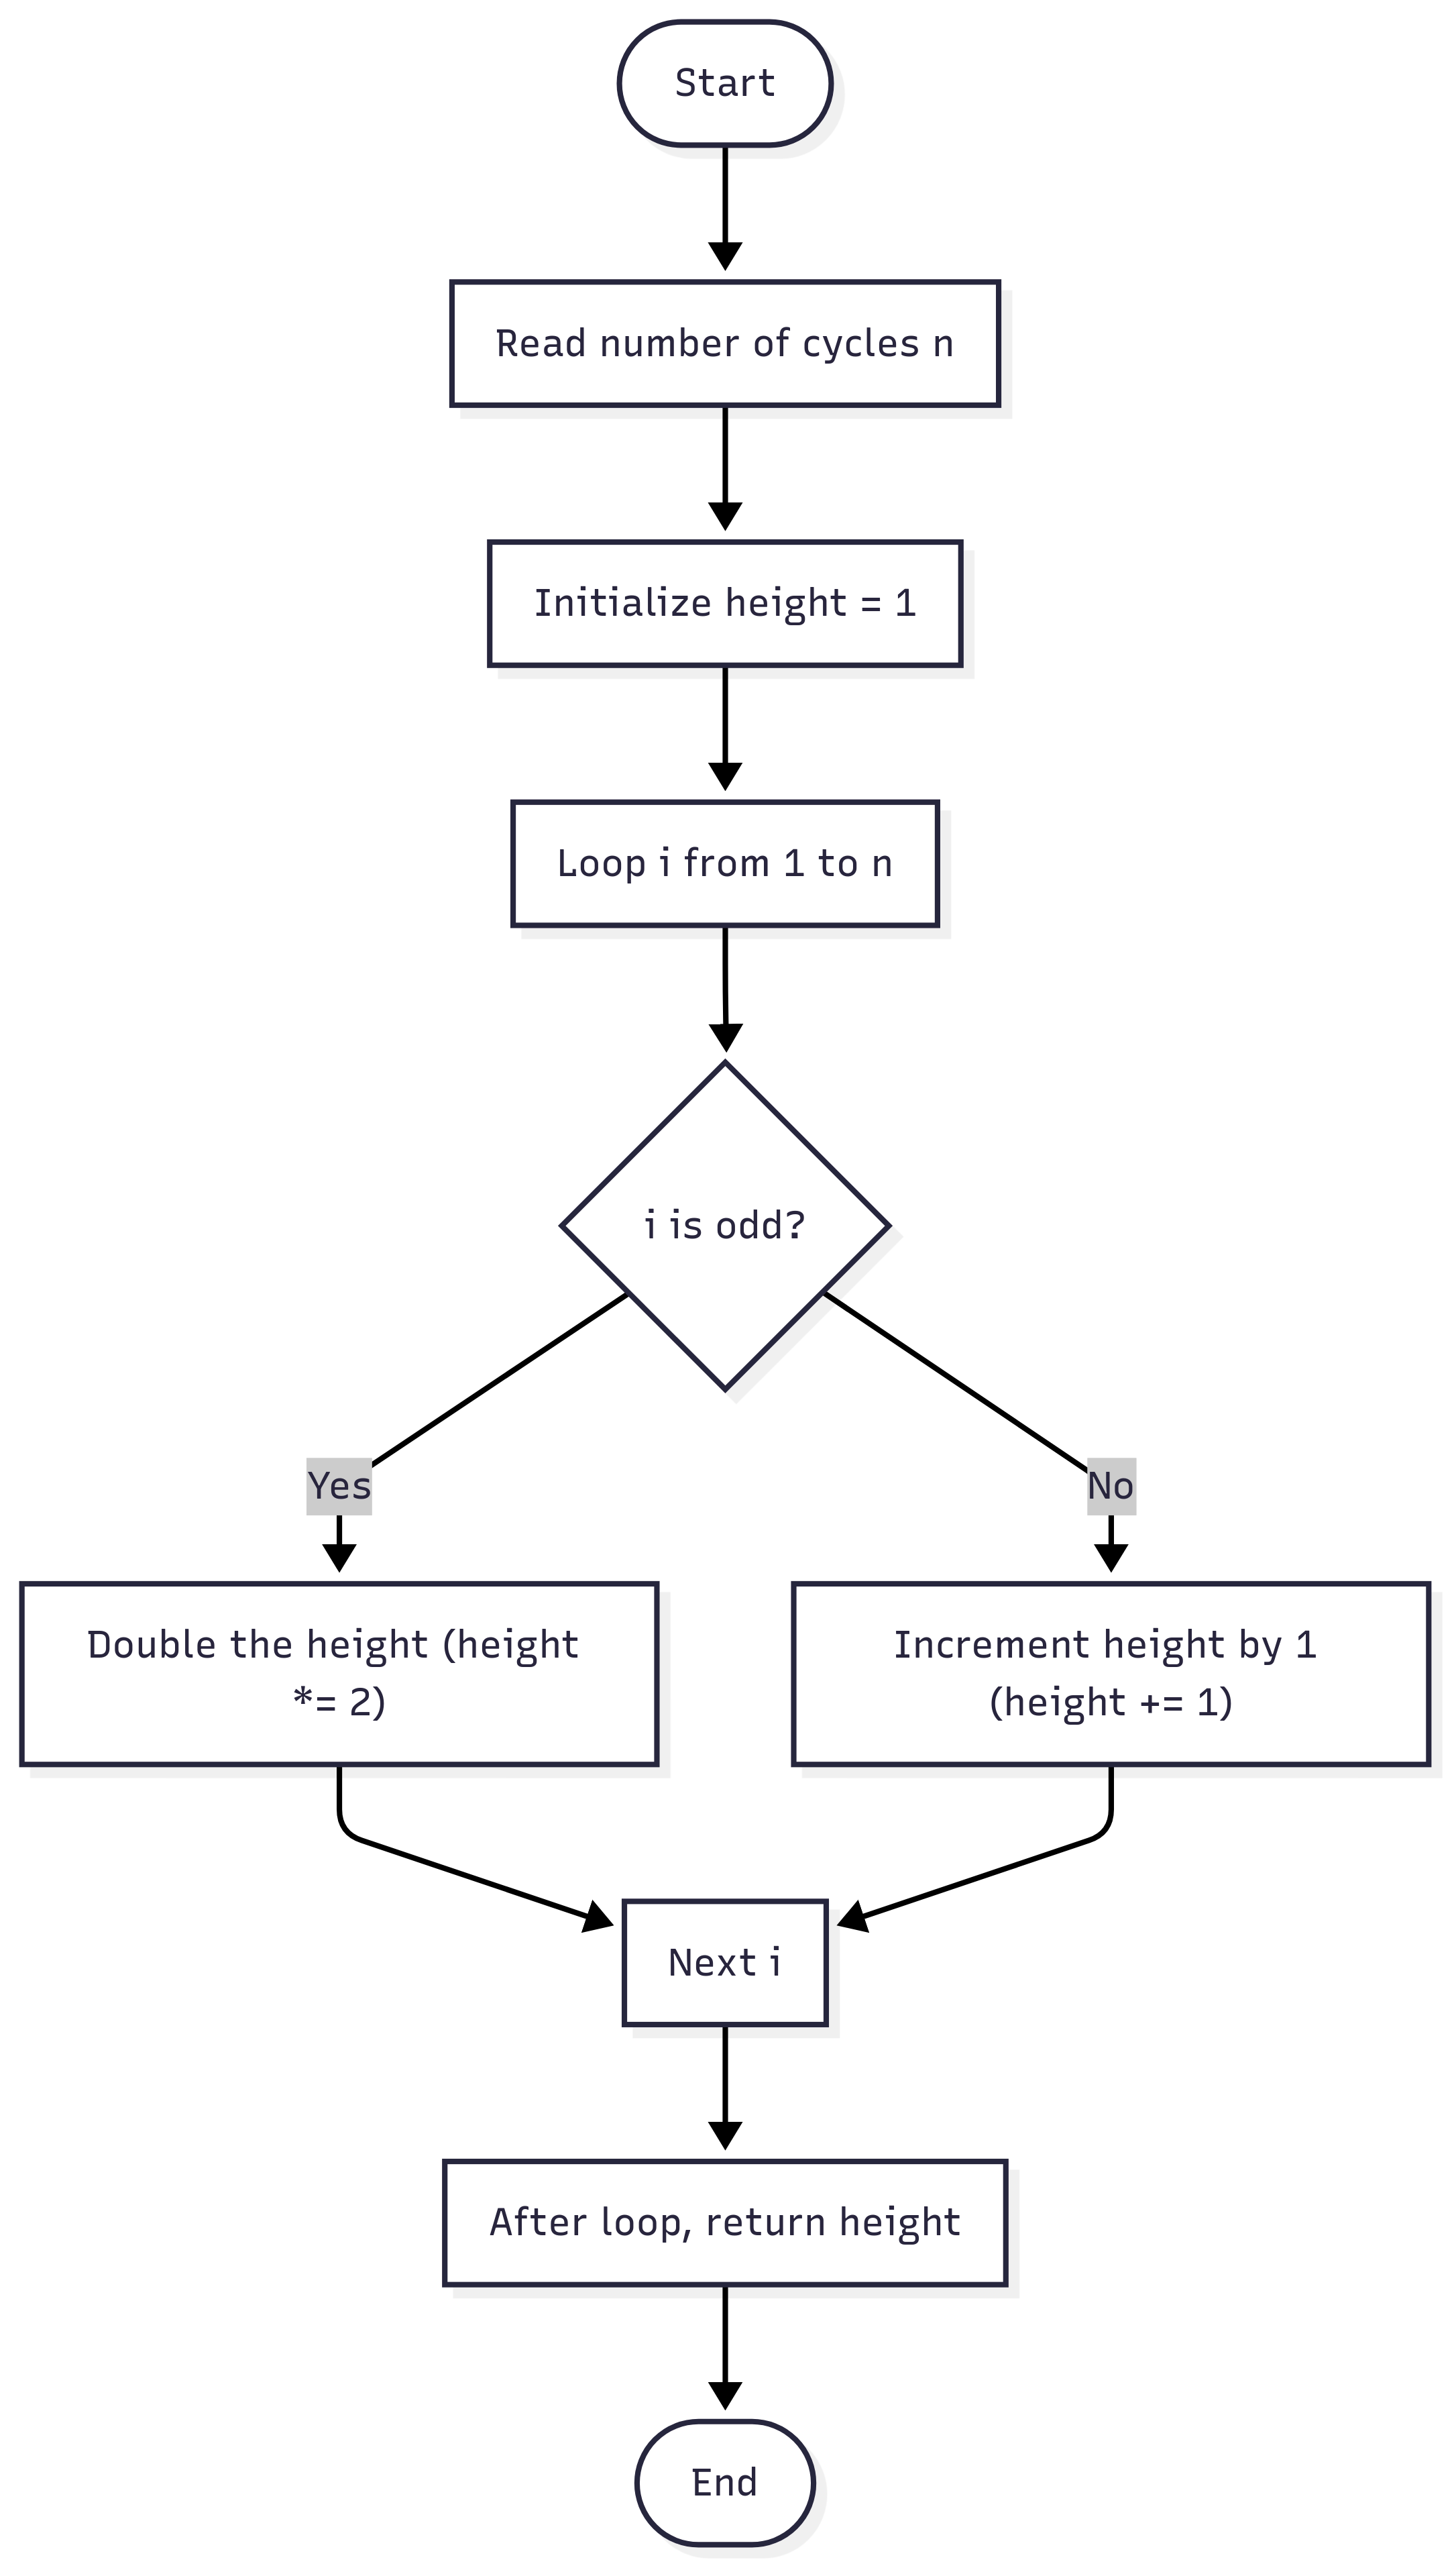 Start
Read number of cycles n
Initialize height = 1
Loop i from 1 to n
i is odd?
Yes
No
Double the height (height
*= 2)
Increment height by 1
(height += 1)
Next i
After loop, return height
End